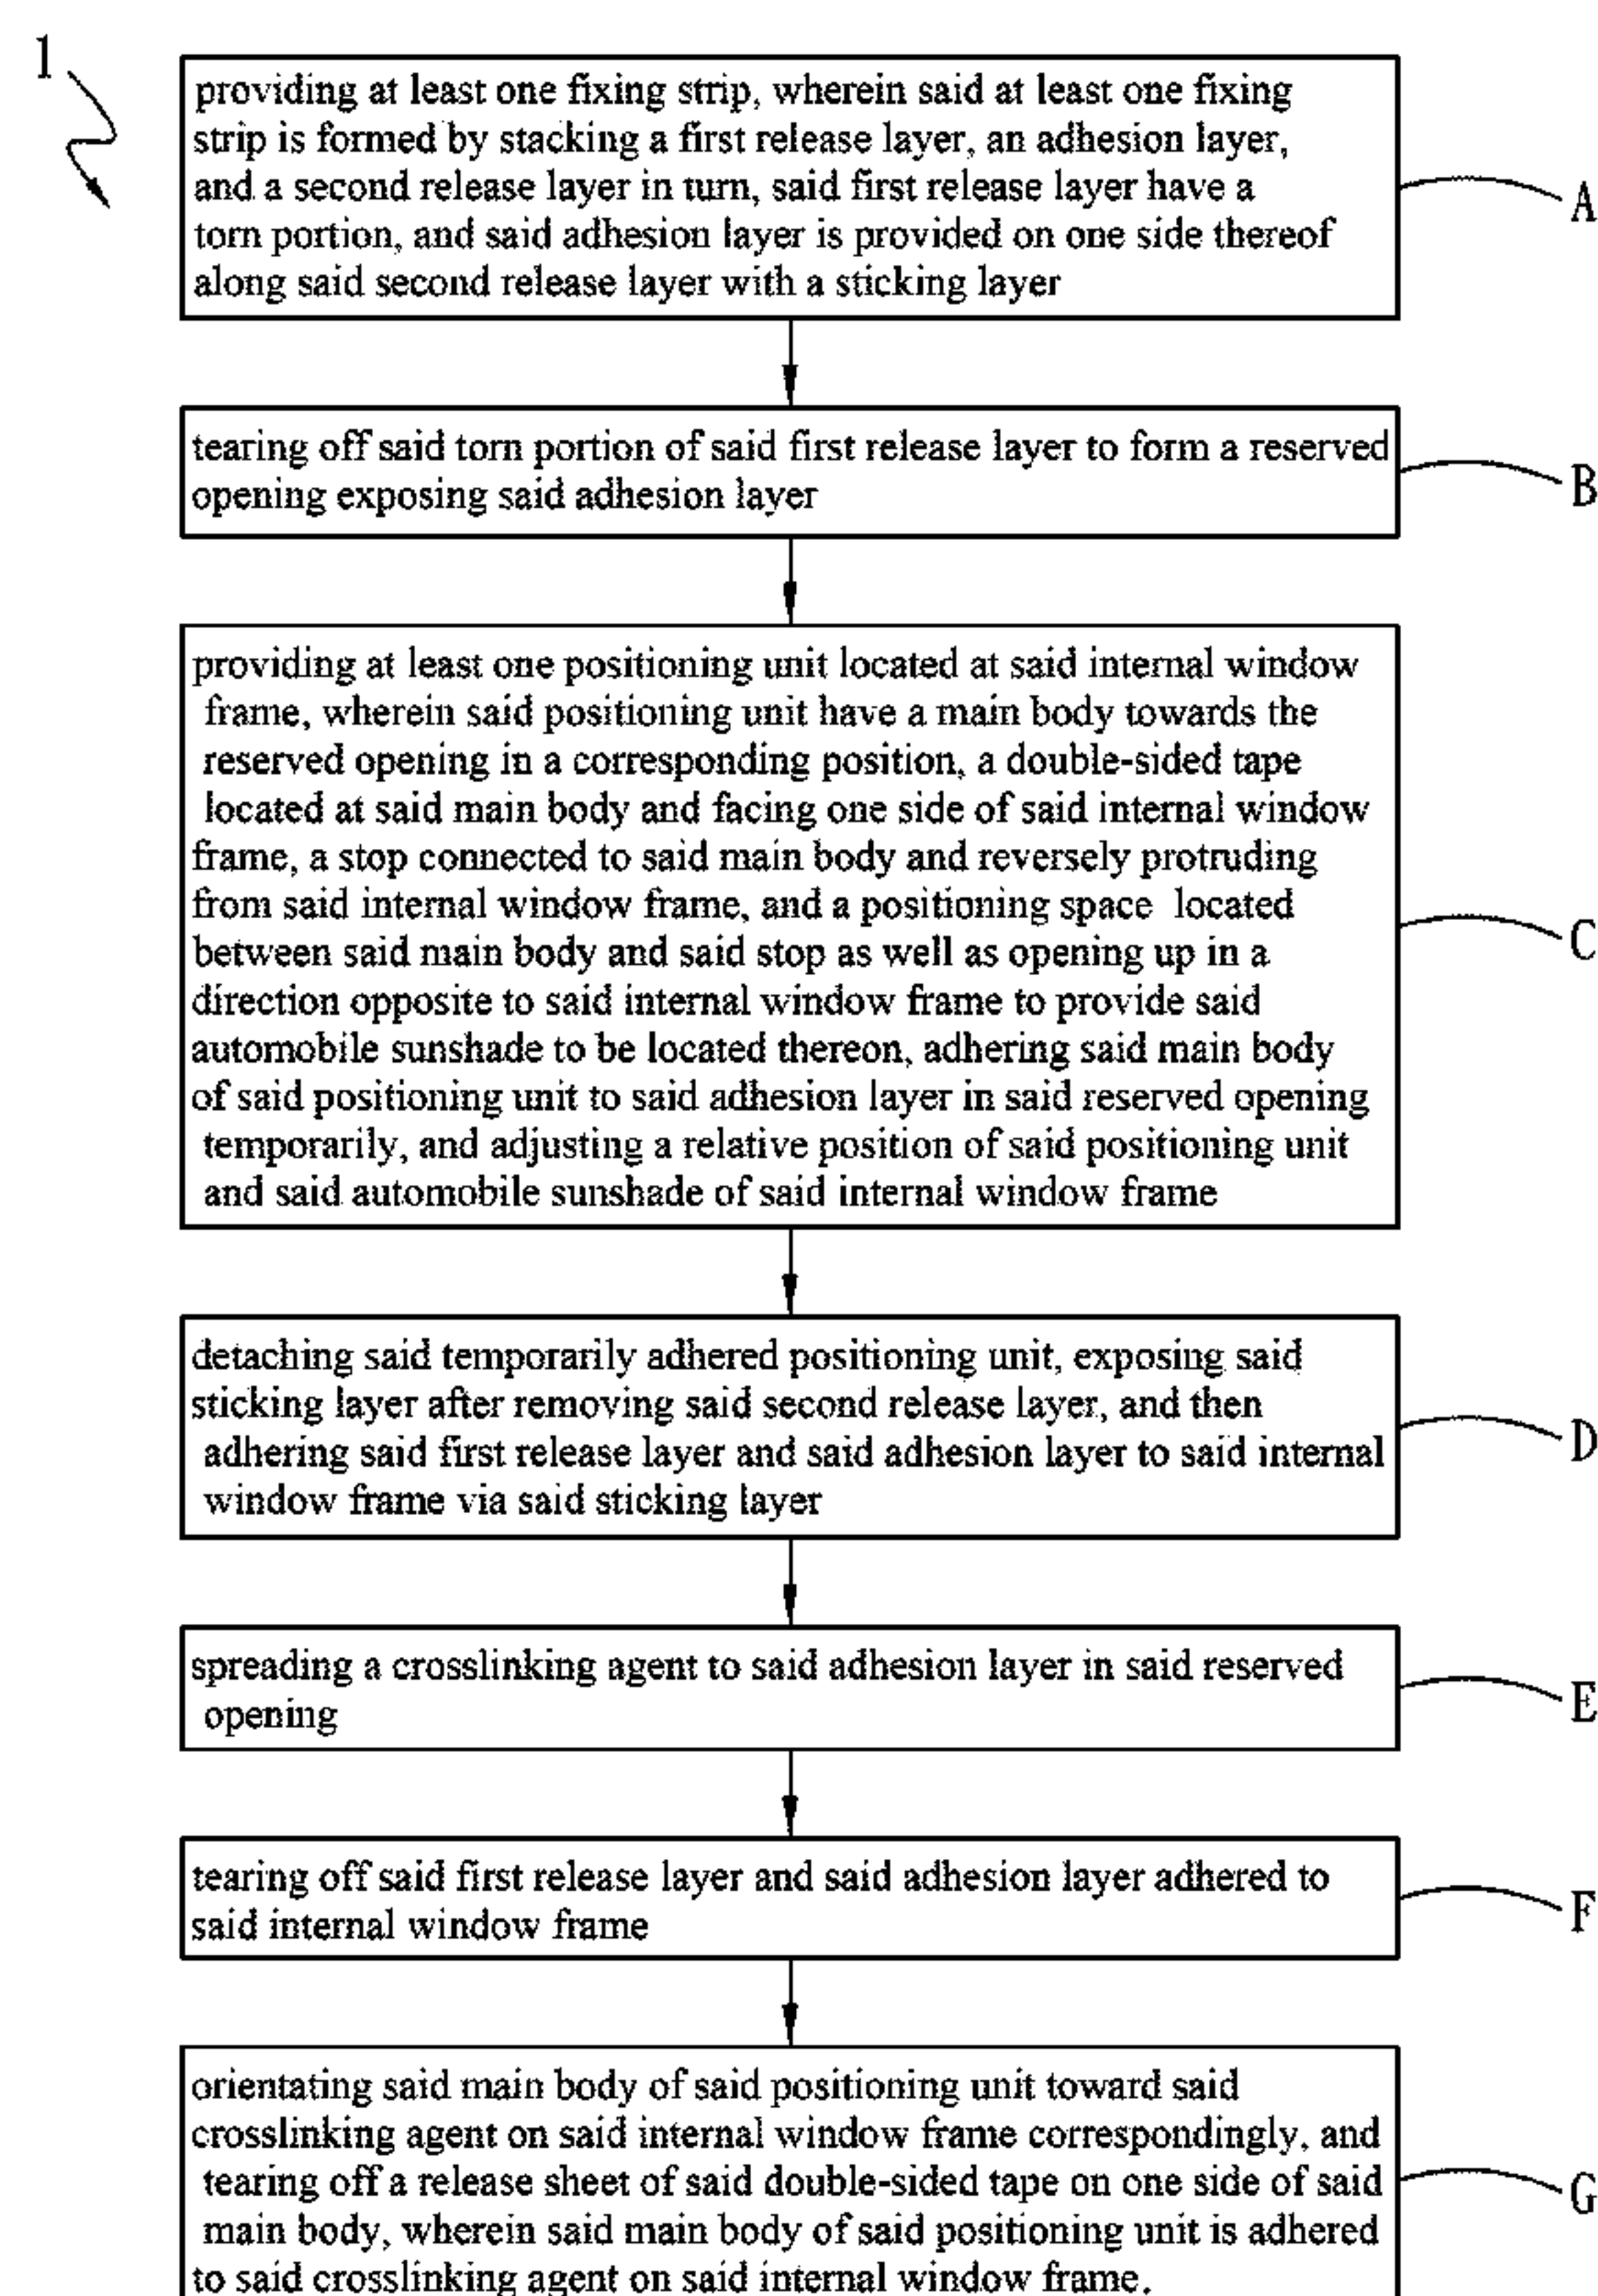 1
providing at least one fixing strip, wherein said at least one fixing
strip is formed by stacking a first release layer, an adhesion layer,
and a second release layer in turn, said first release layer have a
torn portion, and said adhesion layer is provided on one side thereof
along said second release layer with a sticking layer
A
tearing off said torn portion of said first release layer to form a reserved
opening exposing said adhesion layer
B
providing at least one positioning unit located at said internal window
frame, wherein said positioning unit have a main body towards the
reserved opening in a corresponding position, a double-sided tape
located at said main body and facing one side of said internal window
frame, a stop connected to said main body and reversely protruding
from said internal window frame, and a positioning space located
between said main body and said stop as well as opening up in a
direction opposite to said internal window frame to provide said
automobile sunshade to be located thereon, adhering said main body
of said positioning unit to said adhesion layer in said reserved opening
temporarily, and adjusting a relative position of said positioning unit
and said automobile sunshade of said internal window frame
C
detaching said temporarily adhered positioning unit, exposing said
sticking layer after removing said second release layer, and then
adhering said first release layer and said adhesion layer to said internal
window frame via said sticking layer
D
spreading a crosslinking agent to said adhesion layer in said reserved
opening
E
tearing off said first release layer and said adhesion layer adhered to
said internal window frame
F
orientating said main body of said positioning unit toward said
crosslinking agent on said internal window frame correspondingly, and
tearing off a release sheet of said double-sided tape on one side of said
main body, wherein said main body of said positioning unit is adhered
to said crosslinking agent on said internal window frame.
G